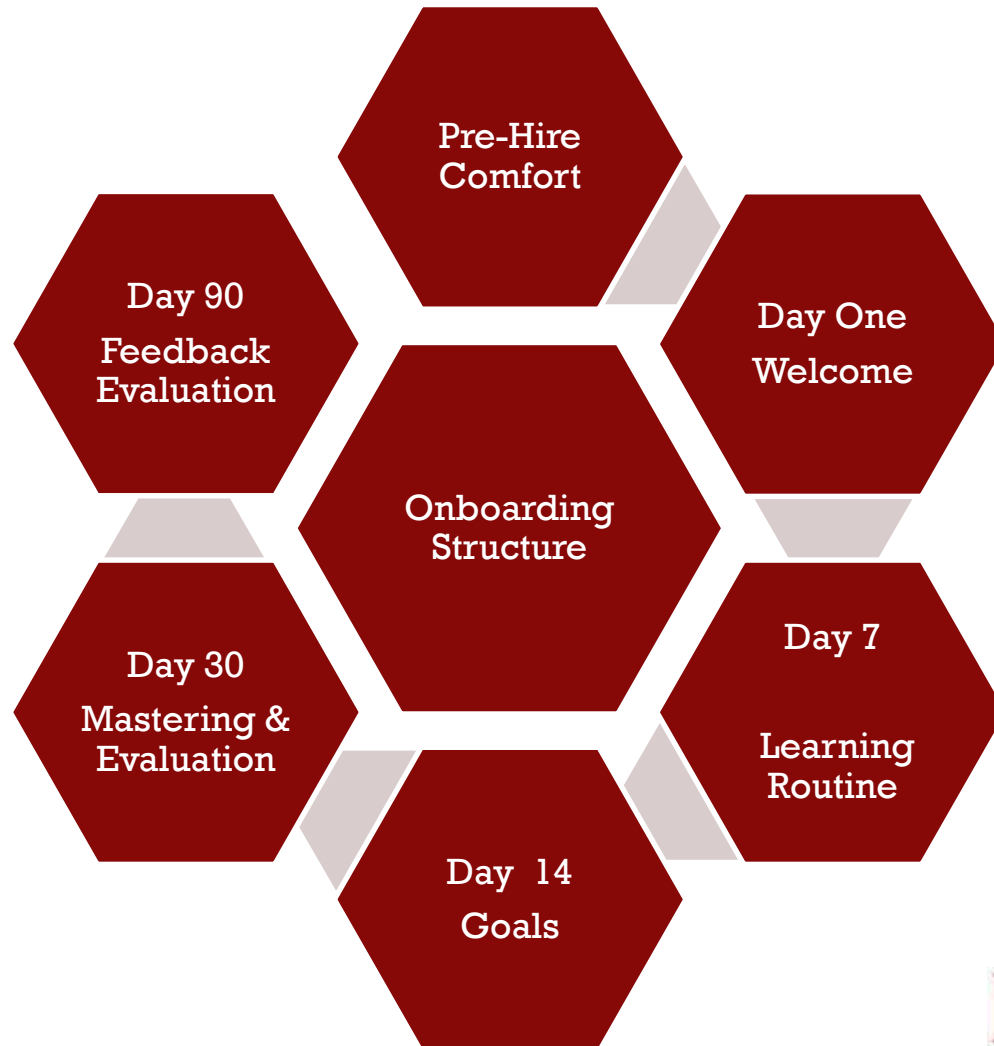 Pre-Hire
Comfort
Day One
Welcome
Day 7
Learning
Routine
Day 14
Goals
Day 30
Mastering &
Evaluation
Day 90
Feedback
Evaluation
Onboarding
Structure